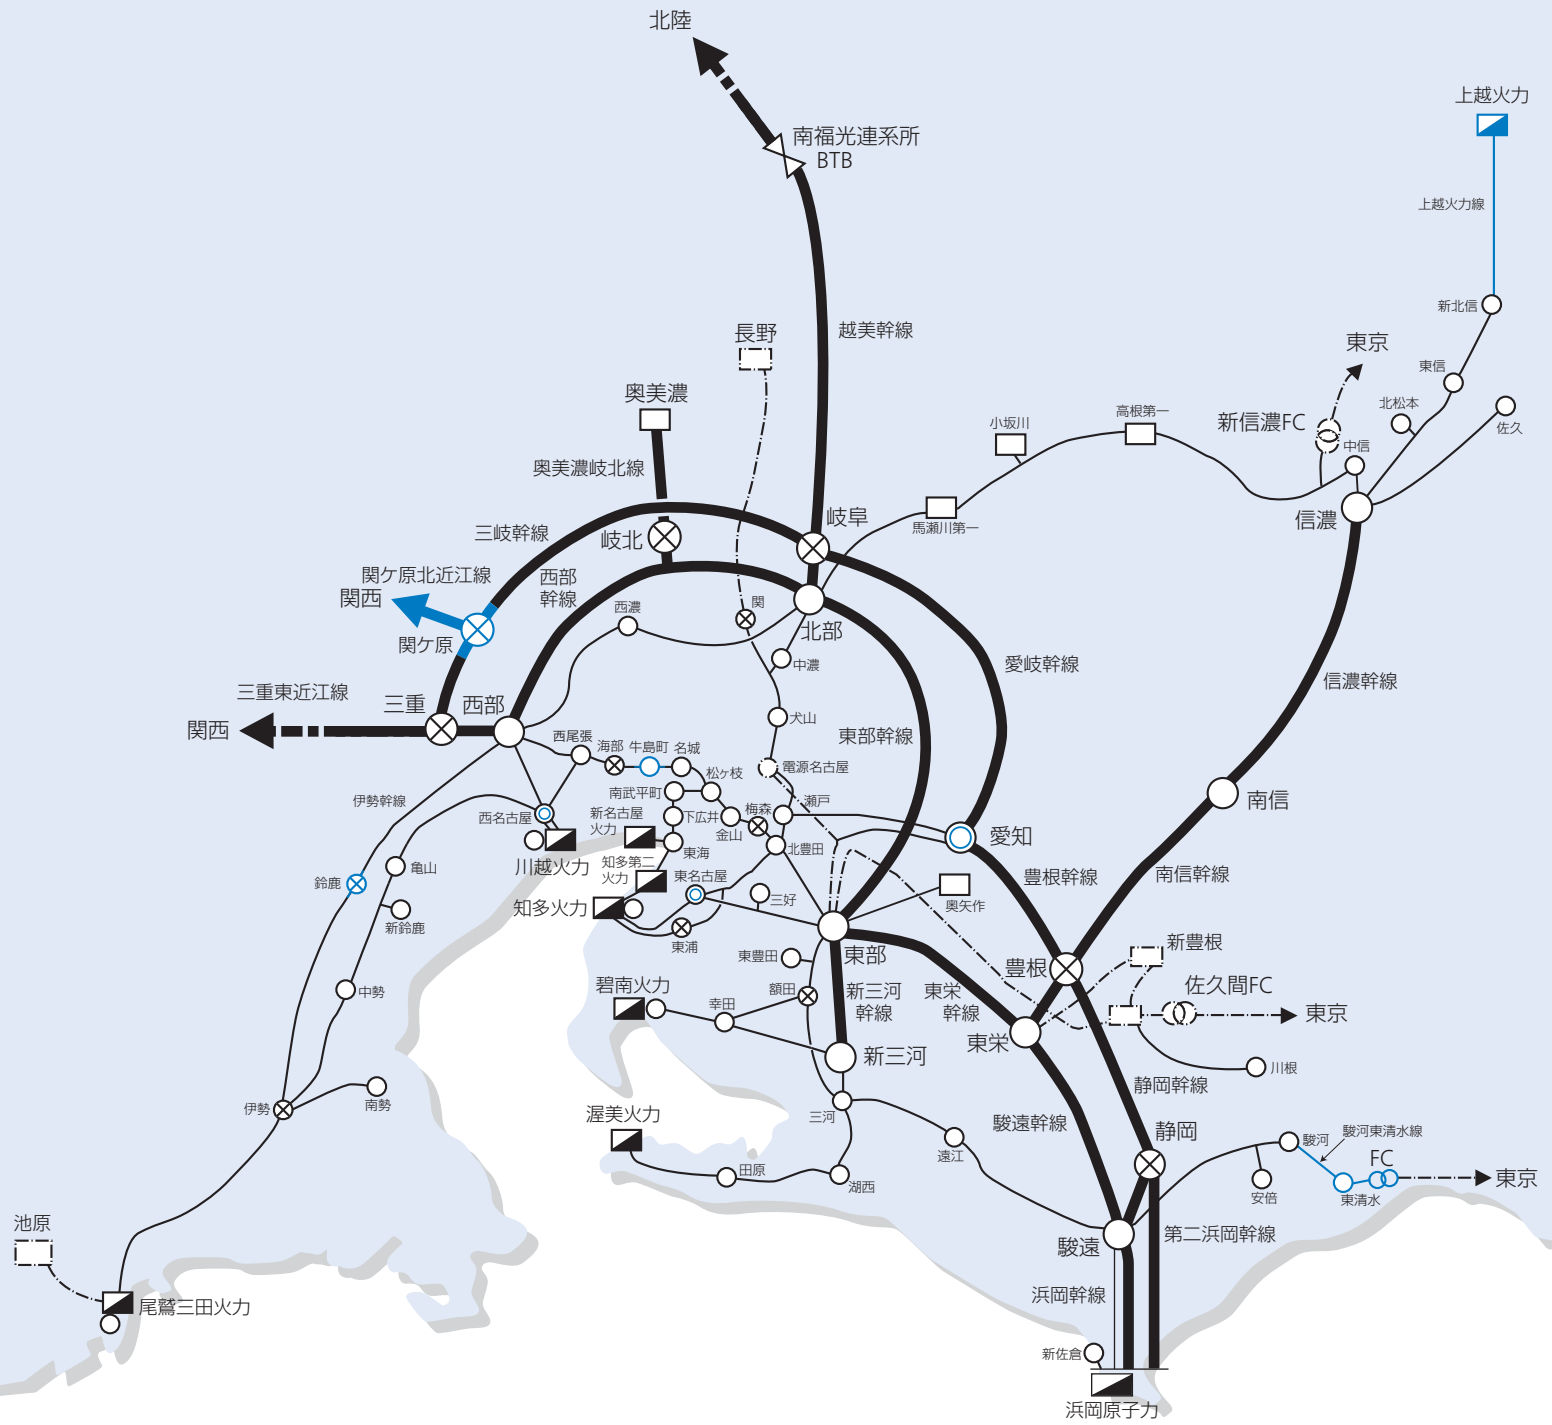 北陸
上越火力
南福光連系所
BTB
上越火力線
新北信
長野
越美幹線
東京
東信
奥美濃
北松本
高根第一
小坂川
新信濃FC
佐久
中信
奥美濃岐北線
岐阜
信濃
馬瀬川第一
三岐幹線
岐北
関ケ原北近江線
西部
幹線
関西
西濃
関
北部
関ケ原
中濃
愛岐幹線
信濃幹線
三重東近江線
三重
西部
関西
犬山
東部幹線
西尾張
海部
牛島町
名城
松ヶ枝
電源名古屋
伊勢幹線
南武平町
瀬戸
南信
西名古屋
新名古屋
火力
下広井
梅森
金山
愛知
北豊田
東海
川越火力
亀山
知多第二
火力
東名古屋
豊根幹線
南信幹線
鈴鹿
三好
奥矢作
知多火力
新鈴鹿
東浦
新豊根
東豊田
東部
豊根
碧南火力
額田
新三河
幹線
東栄
幹線
佐久間FC
中勢
幸田
東京
東栄
新三河
川根
静岡幹線
伊勢
南勢
渥美火力
三河
駿遠幹線
静岡
駿河
駿河東清水線
FC
遠江
田原
東京
湖西
安倍
東清水
池原
第二浜岡幹線
駿遠
浜岡幹線
尾鷲三田火力
新佐倉
浜岡原子力